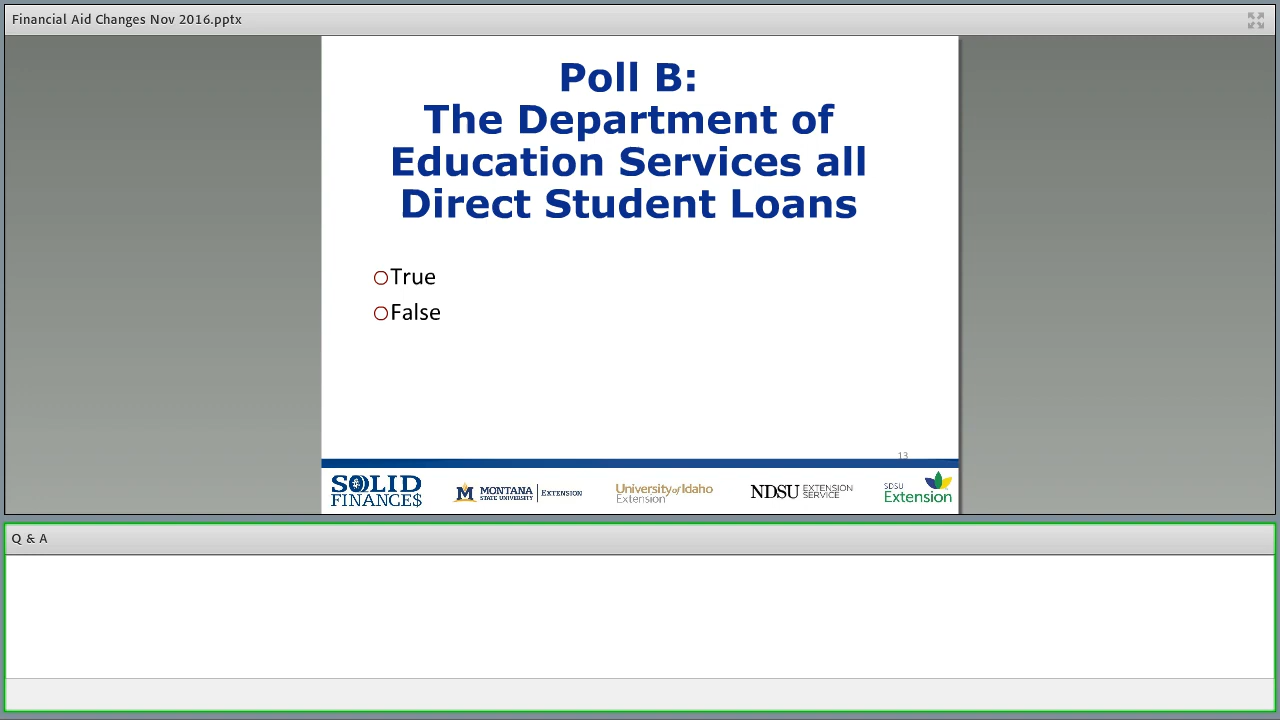 Financial Aid Changes Nov 2016.pptx
Poll B:
The Department of
Education Services all
Direct Student Loans
True
False
13
SOLID
FINANCE$
MONTANA
STATE UNIVERSITY
EXTENSION
University of Idaho
Extension
NDSU
EXTENSION
SERVICE
SDSU
Extension
Q & A